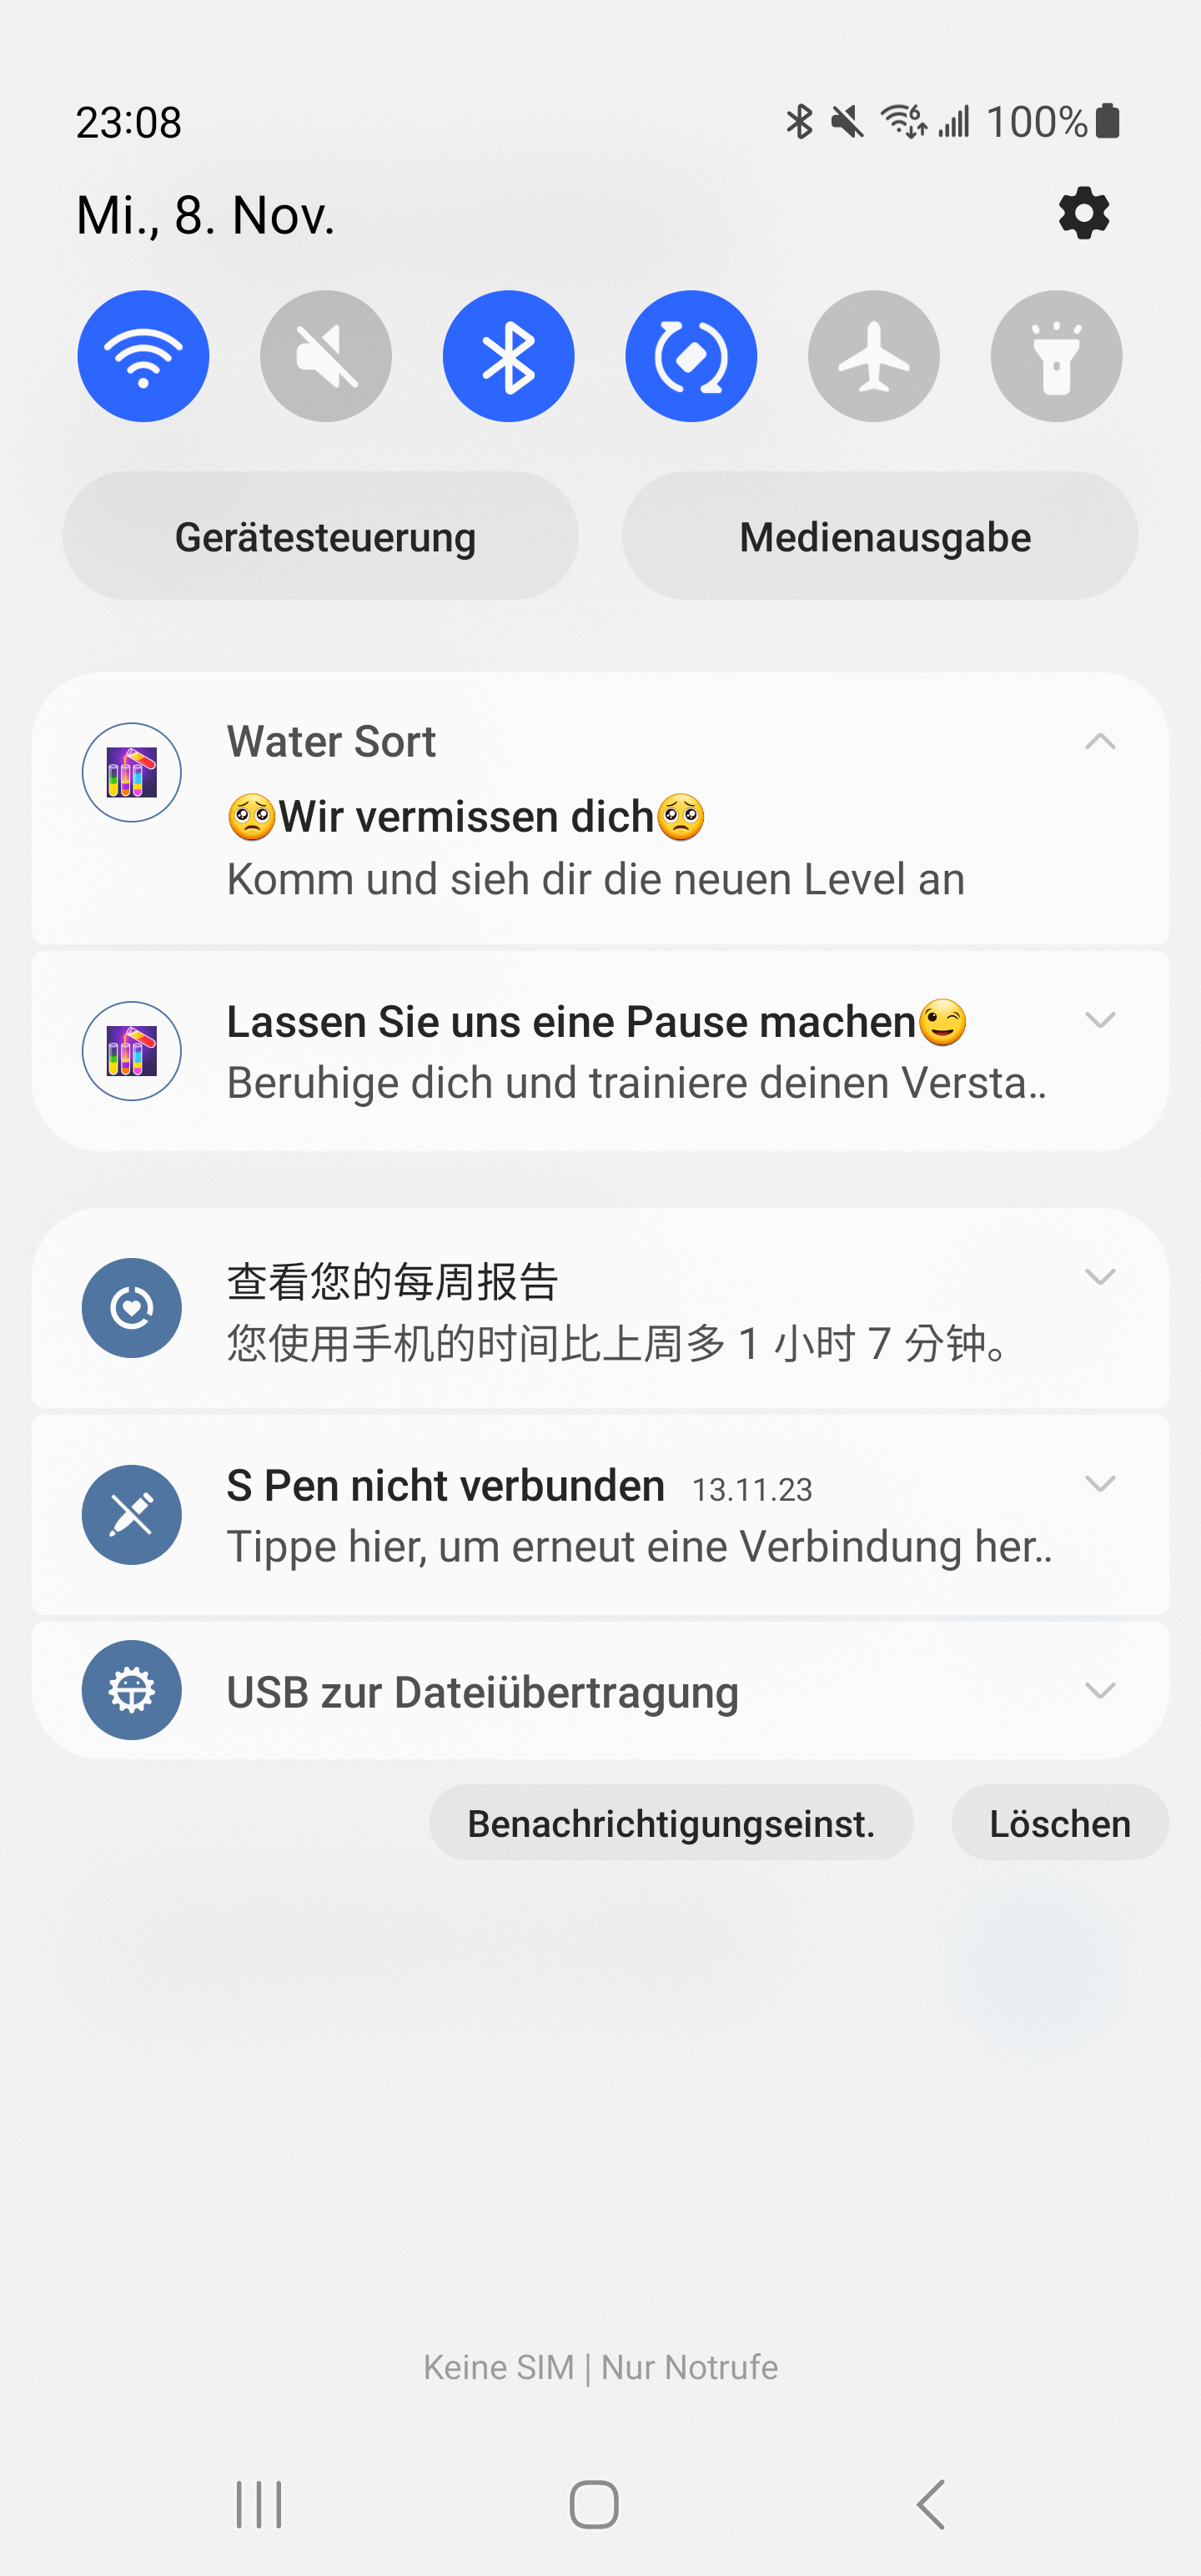 23:08
100%
Mi., 8. Nov.
Gerätesteuerung
Medienausgabe
Water Sort
🥺Wir vermissen dich🥺
Komm und sieh dir die neuen Level an
Lassen Sie uns eine Pause machen😉
Beruhige dich und trainiere deinen Versta..
查看您的每周报告
您使用手机的时间比上周多 1 小时 7 分钟。
S Pen nicht verbunden 13.11.23
Tippe hier, um erneut eine Verbindung her..
USB zur Dateiübertragung
Benachrichtigungseinst.
Löschen
Keine SIM | Nur Notrufe